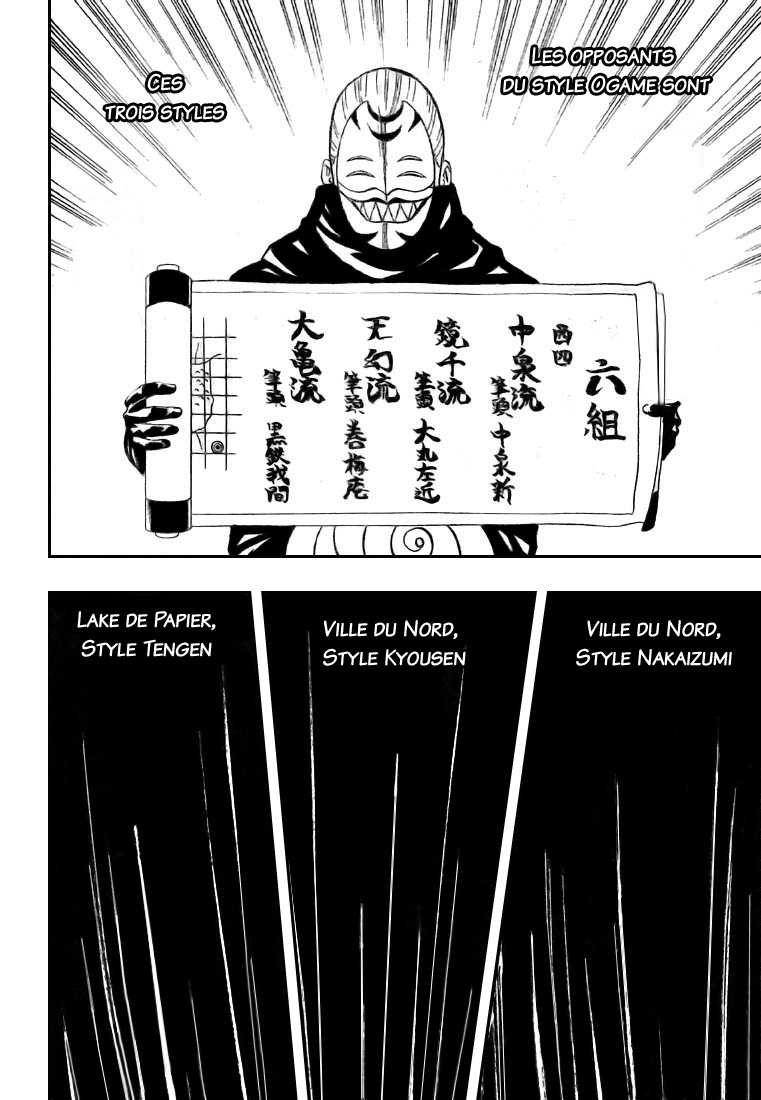 LES OPPOSANTS
DU STYLE OGAME SONT
CES
TROIS STYLES
六組
西四
中泉流
筆頭 中泉新
鏡千流
筆頭 大丸左近
天幻流
筆頭 巻梅庵
大亀流
筆頭 黒鉄我間
VILLE DU NORD,
STYLE NAKAIZUMI
VILLE DU NORD,
STYLE KYOUSEN
LAKE DE PAPIER,
STYLE TENGEN